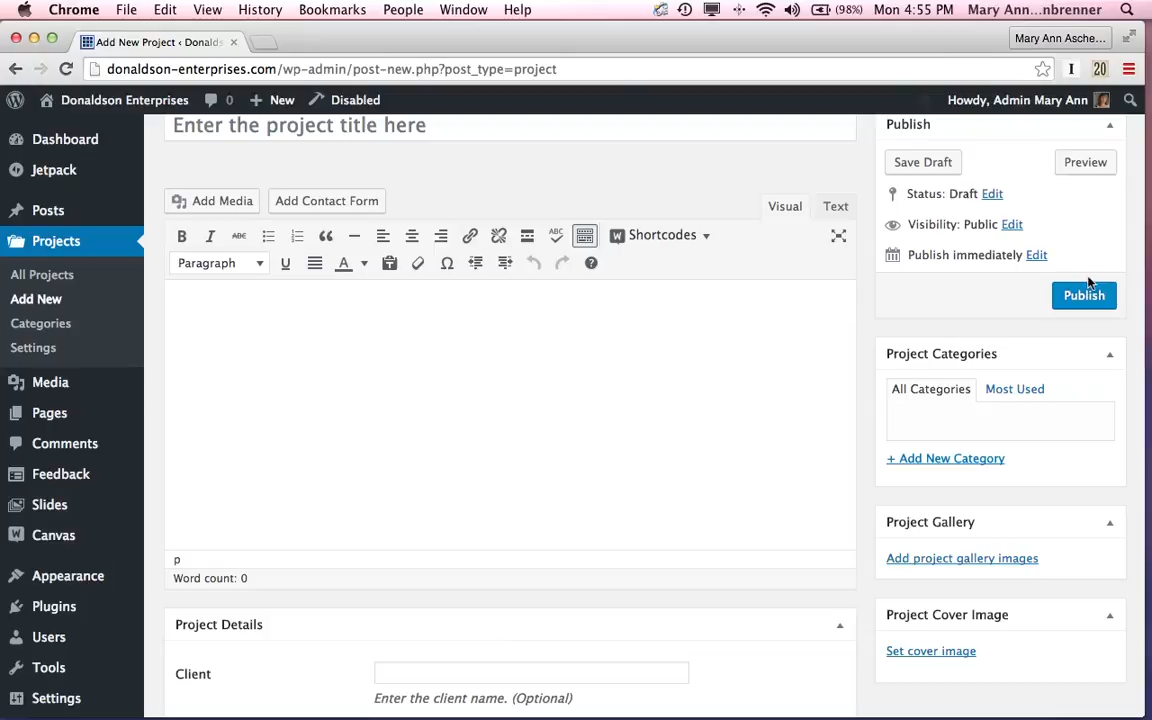 Chrome File Edit View History Bookmarks People Window Help (98%) Mon 4:55 PM Mary Ann...nbrenner
Add New Project ‹ Donalds Mary Ann Asche...
donaldson-enterprises.com/wp-admin/post-new.php?post_type=project 20
Donaldson Enterprises 0 New Disabled Howdy, Admin Mary Ann
Dashboard
Jetpack
Posts
Projects
All Projects
Add New
Categories
Settings
Media
Pages
Comments
Feedback
Slides
Canvas
Appearance
Plugins
Users
Tools
Settings
Enter the project title here
Add Media Add Contact Form Visual Text
B I ABC ABC Shortcodes
Paragraph U A Ω
p
Word count: 0
Project Details
Client
Enter the client name. (Optional)
Publish
Save Draft Preview
Status: Draft Edit
Visibility: Public Edit
Publish immediately Edit
Publish
Project Categories
All Categories Most Used
+ Add New Category
Project Gallery
Add project gallery images
Project Cover Image
Set cover image